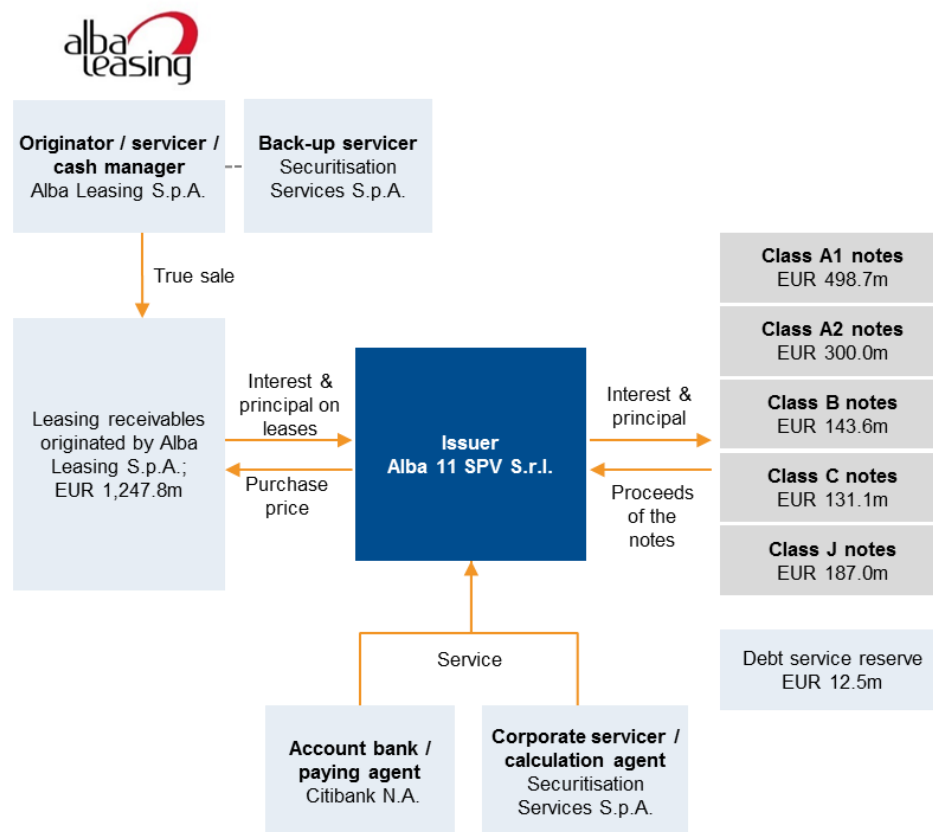 alba
leasing
Originator / servicer /
cash manager
Alba Leasing S.p.A.
Back-up servicer
Securitisation
Services S.p.A.
True sale
Class A1 notes
EUR 498.7m
Class A2 notes
EUR 300.0m
Class B notes
EUR 143.6m
Class C notes
EUR 131.1m
Class J notes
EUR 187.0m
Leasing receivables
originated by Alba
Leasing S.p.A.;
EUR 1,247.8m
Interest &
principal on
leases
Purchase
price
Issuer
Alba 11 SPV S.r.l.
Interest &
principal
Proceeds
of the
notes
Service
Debt service reserve
EUR 12.5m
Account bank /
paying agent
Citibank N.A.
Corporate servicer /
calculation agent
Securitisation
Services S.p.A.